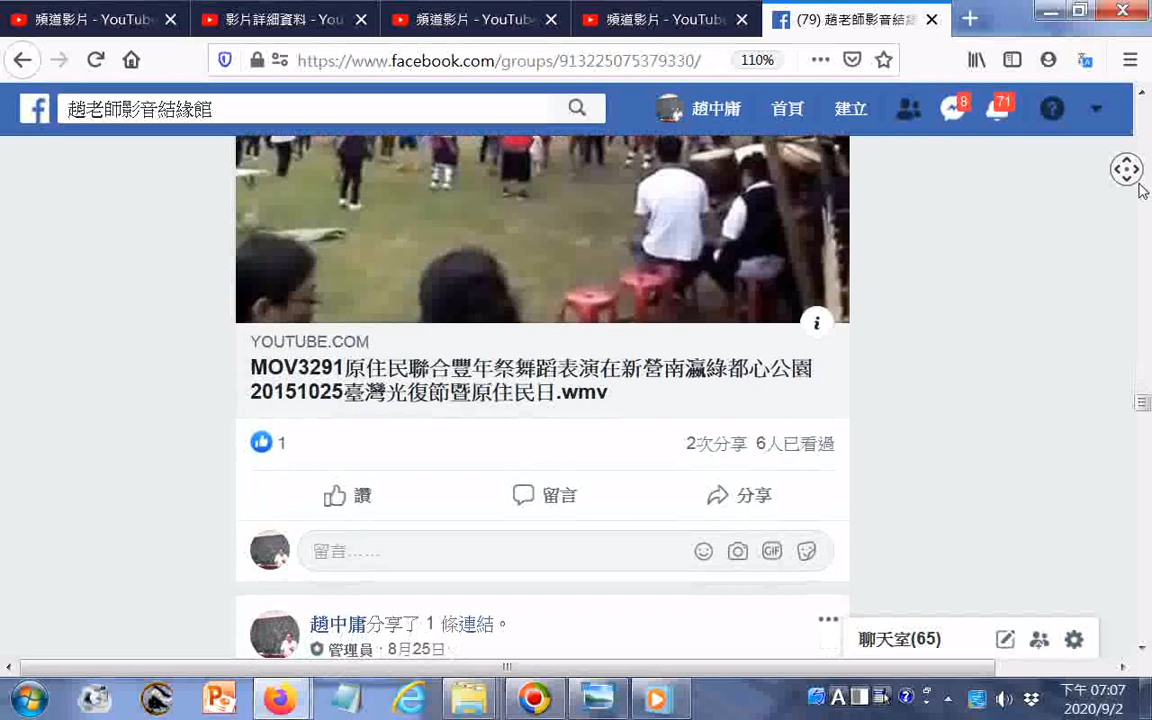 頻道影片 - YouTube
影片詳細資料 - You
頻道影片 - YouTube
頻道影片 - YouTube
(79) 趙老師影音結緣
https://www.facebook.com/groups/913225075379330/
110%
趙老師影音結緣館
趙中庸
首頁
建立
8
71
YOUTUBE.COM
MOV3291原住民聯合豐年祭舞蹈表演在新營南瀛綠都心公園
20151025臺灣光復節暨原住民日.wmv
1
2次分享 6人已看過
讚
留言
分享
留言……
GIF
趙中庸分享了 1 條連結。
管理員 · 8月25日
聊天室(65)
下午 07:07
2020/9/2